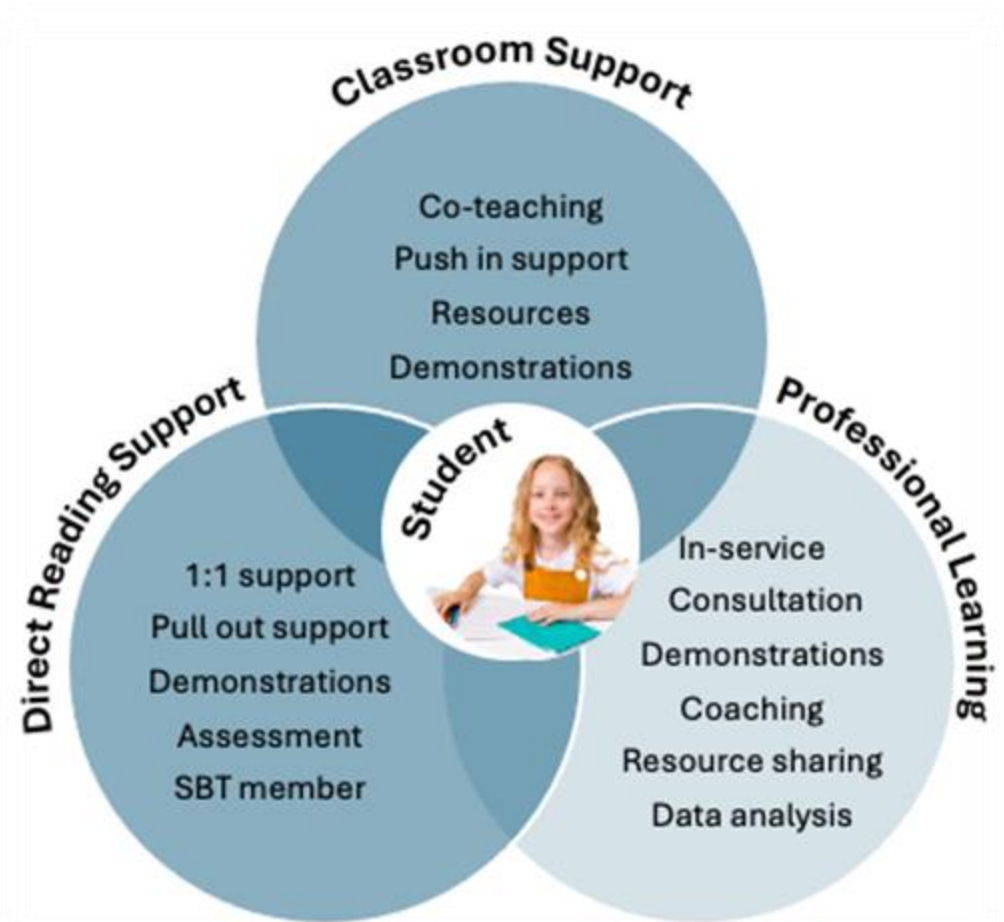 Classroom Support
Co-teaching
Push in support
Resources
Demonstrations
Direct Reading Support
1:1 support
Pull out support
Demonstrations
Assessment
SBT member
Student
Professional Learning
In-service
Consultation
Demonstrations
Coaching
Resource sharing
Data analysis